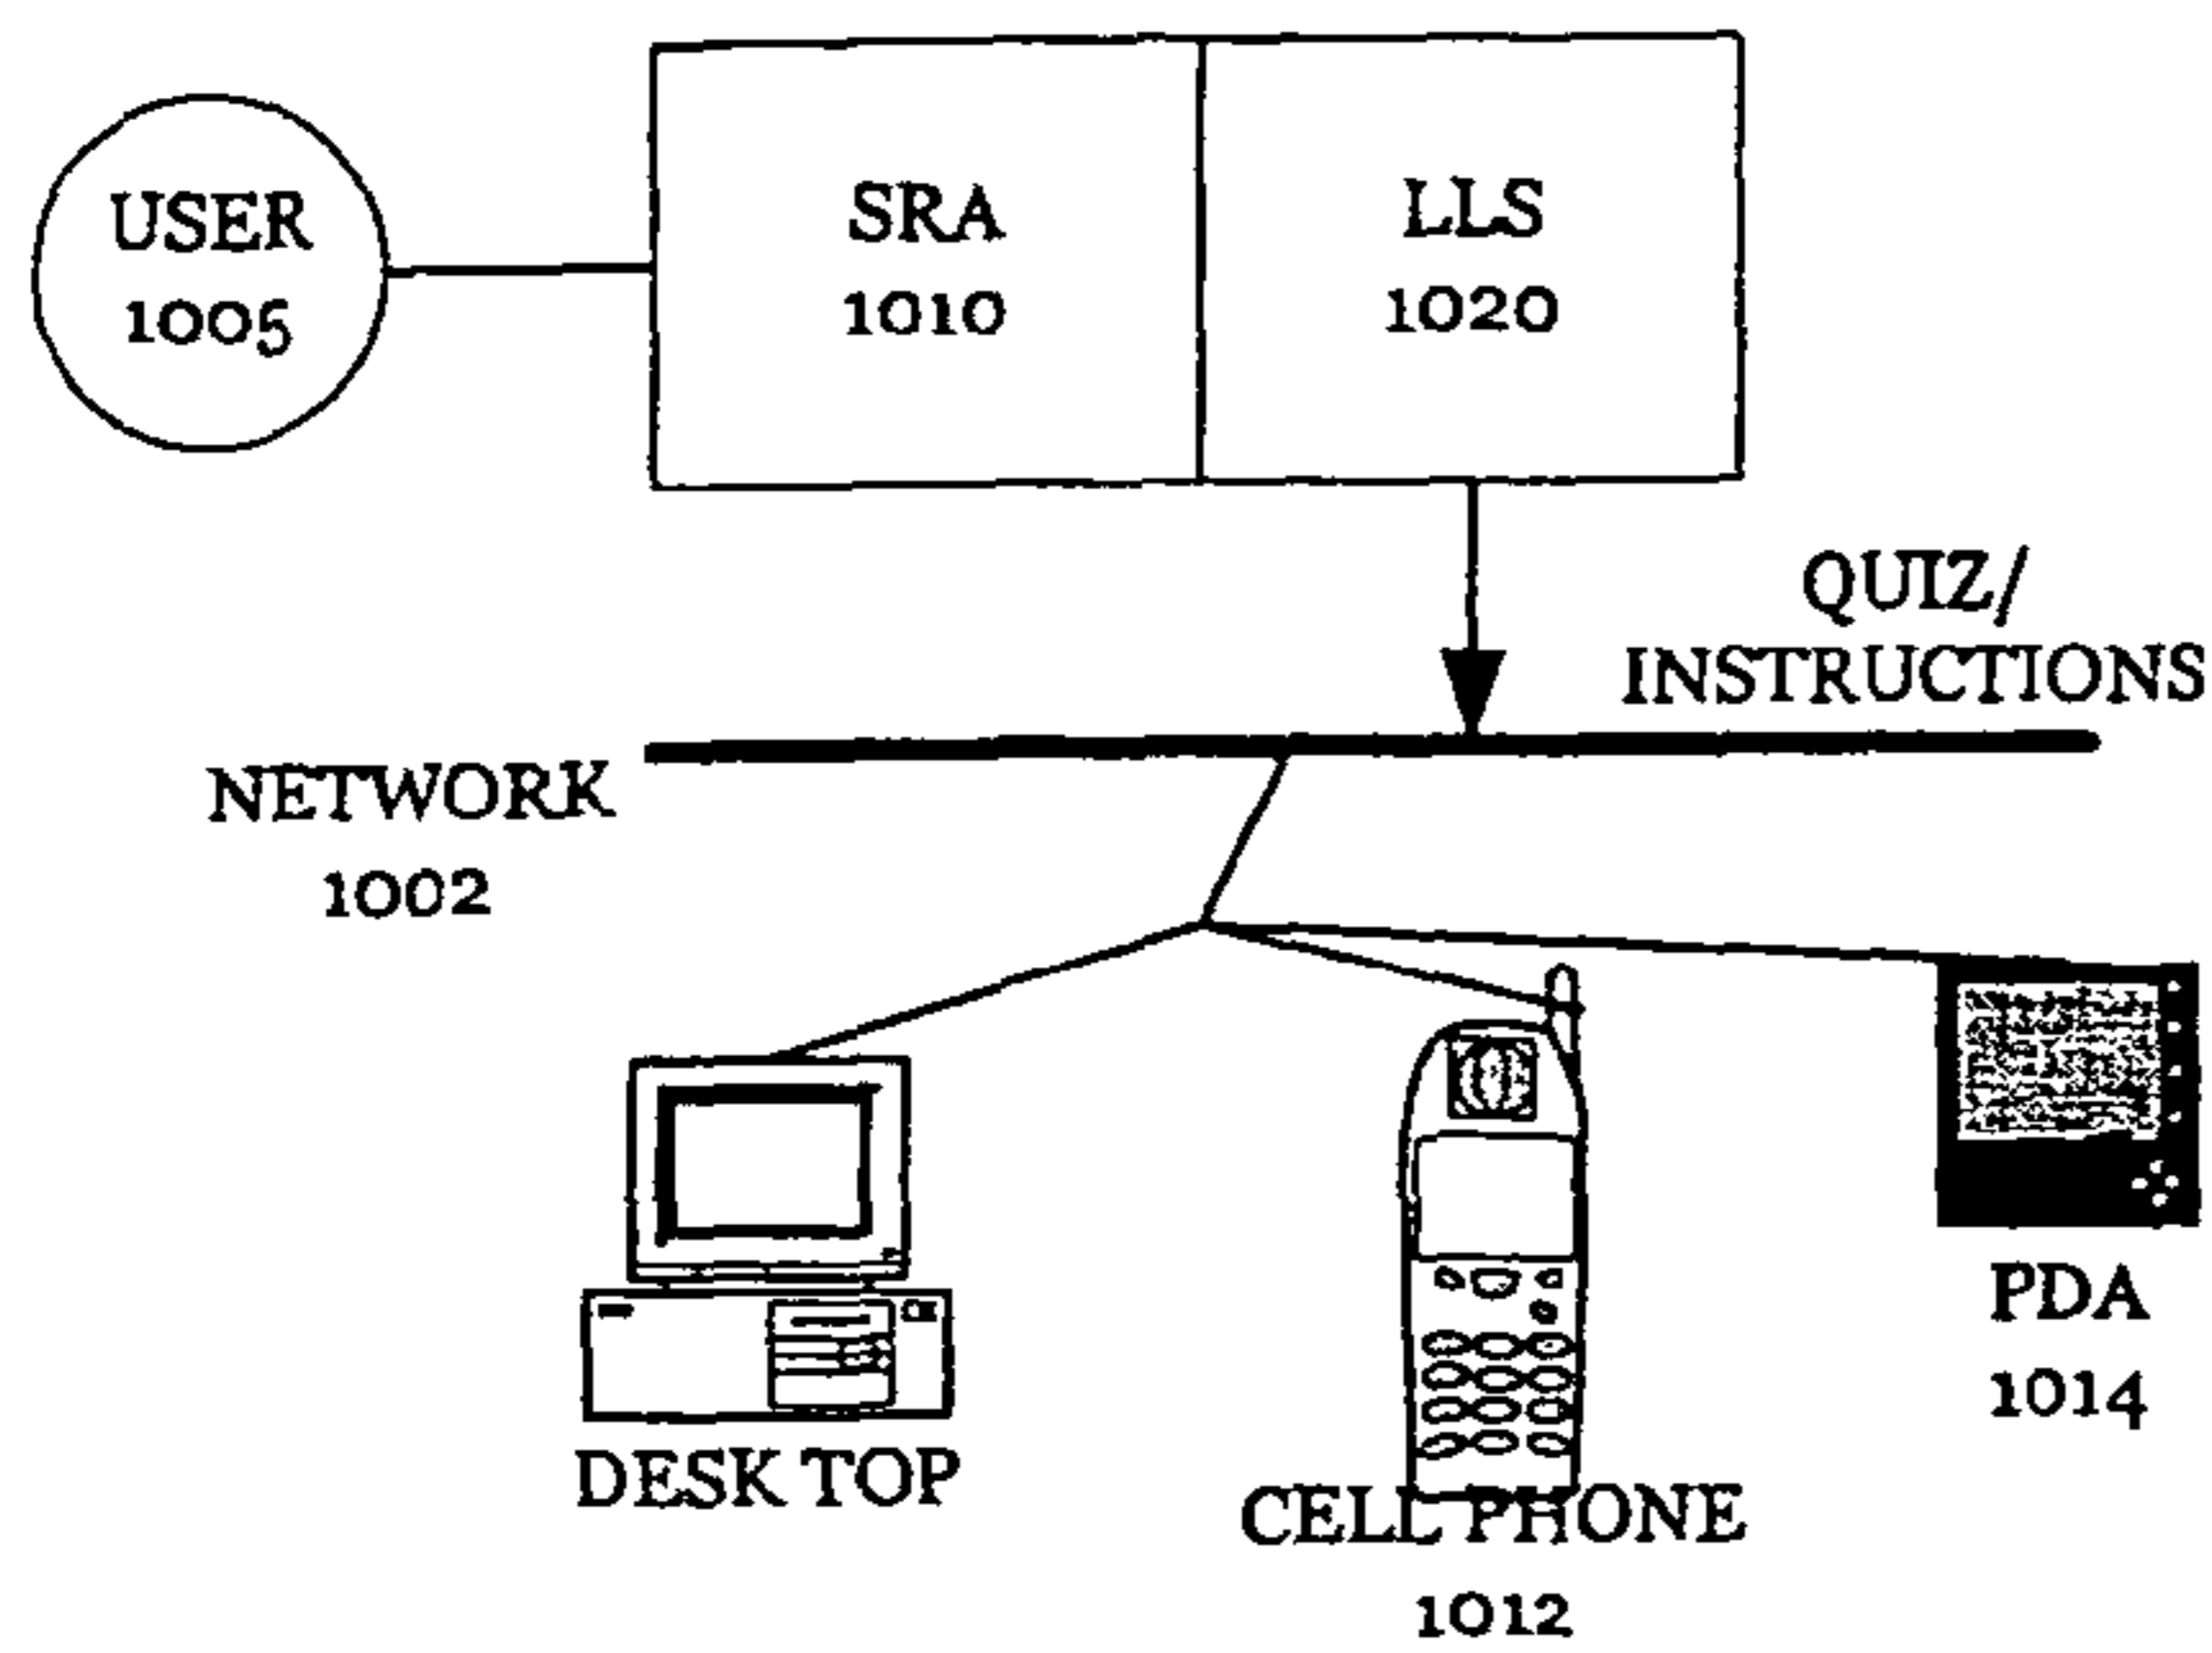 USER
1005
SRA
1010
LLS
1020
QUIZ/
INSTRUCTIONS
NETWORK
1002
DESK TOP
CELL PHONE
1012
PDA
1014